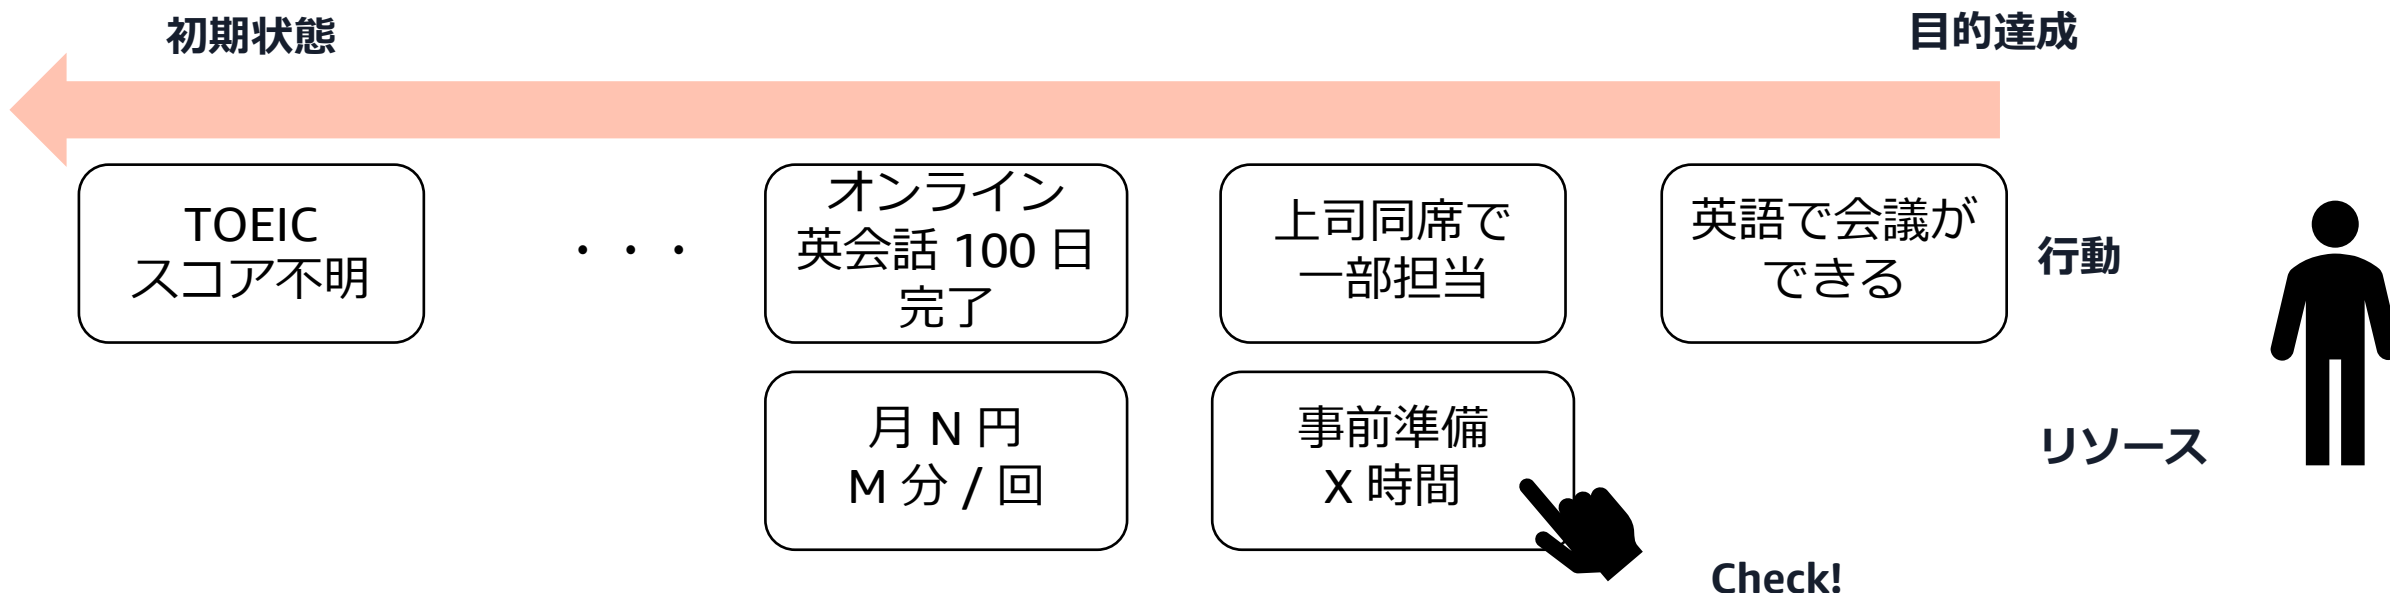 初期状態
目的達成
TOEIC
スコア不明
・・・
オンライン
英会話 100 日
完了
上司同席で
一部担当
英語で会議が
できる
行動
月 N 円
M 分 / 回
事前準備
X 時間
リソース
Check!